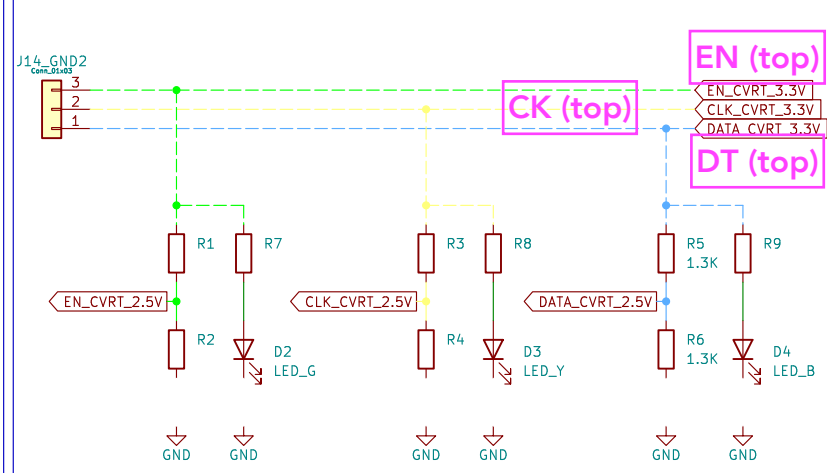 J14_GND2
Conn_01x03
3
2
1
EN (top)
CK (top)
EN_CVRT_3.3V
CLK_CVRT_3.3V
DATA_CVRT_3.3V
DT (top)
R1
R7
R3
R8
R5
1.3K
R9
EN_CVRT_2.5V
CLK_CVRT_2.5V
DATA_CVRT_2.5V
R2
D2
LED_G
R4
D3
LED_Y
R6
1.3K
D4
LED_B
GND
GND
GND
GND
GND
GND